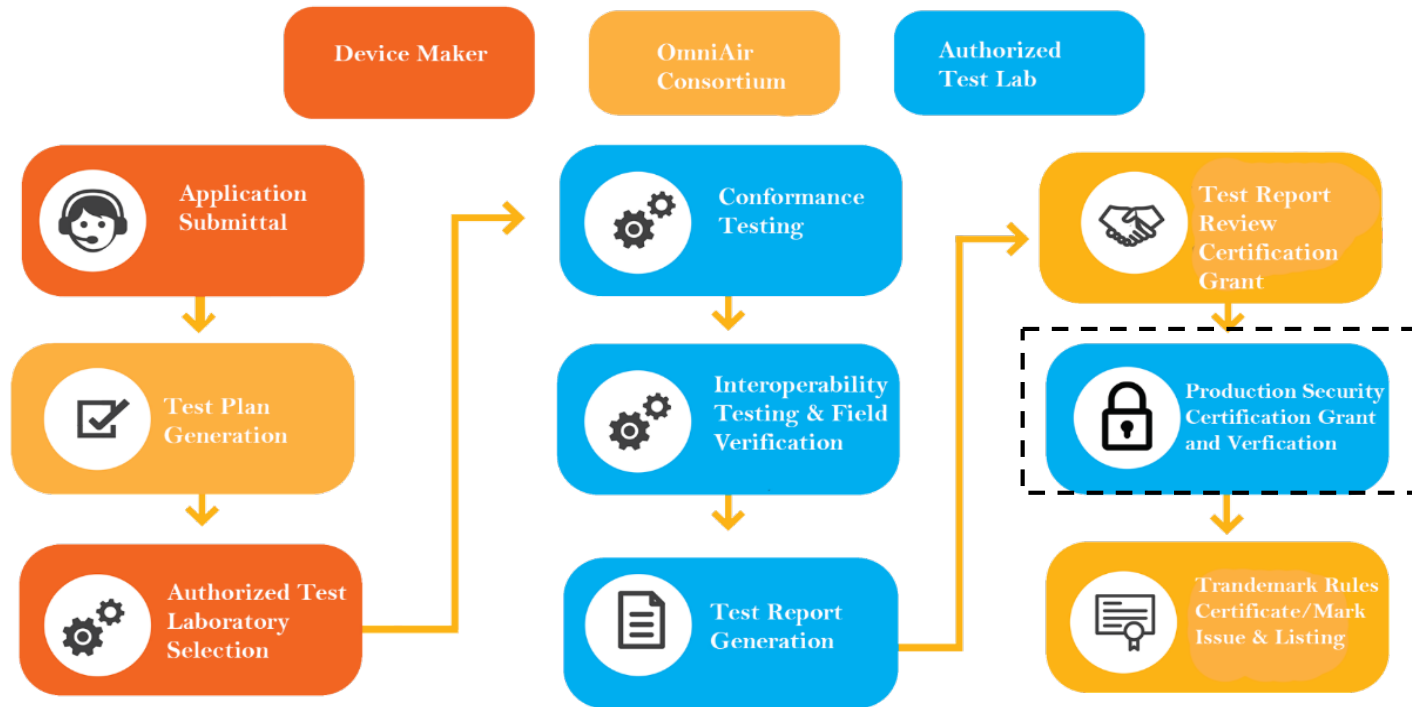 Device Maker
OmniAir
Consortium
Authorized
Test Lab
Application
Submittal
Test Plan
Generation
Authorized Test
Laboratory
Selection
Conformance
Testing
Interoperability
Testing & Field
Verification
Test Report
Generation
Test Report
Review
Certification
Grant
Production Security
Certification Grant
and Verfication
Trandemark Rules
Certificate/Mark
Issue & Listing